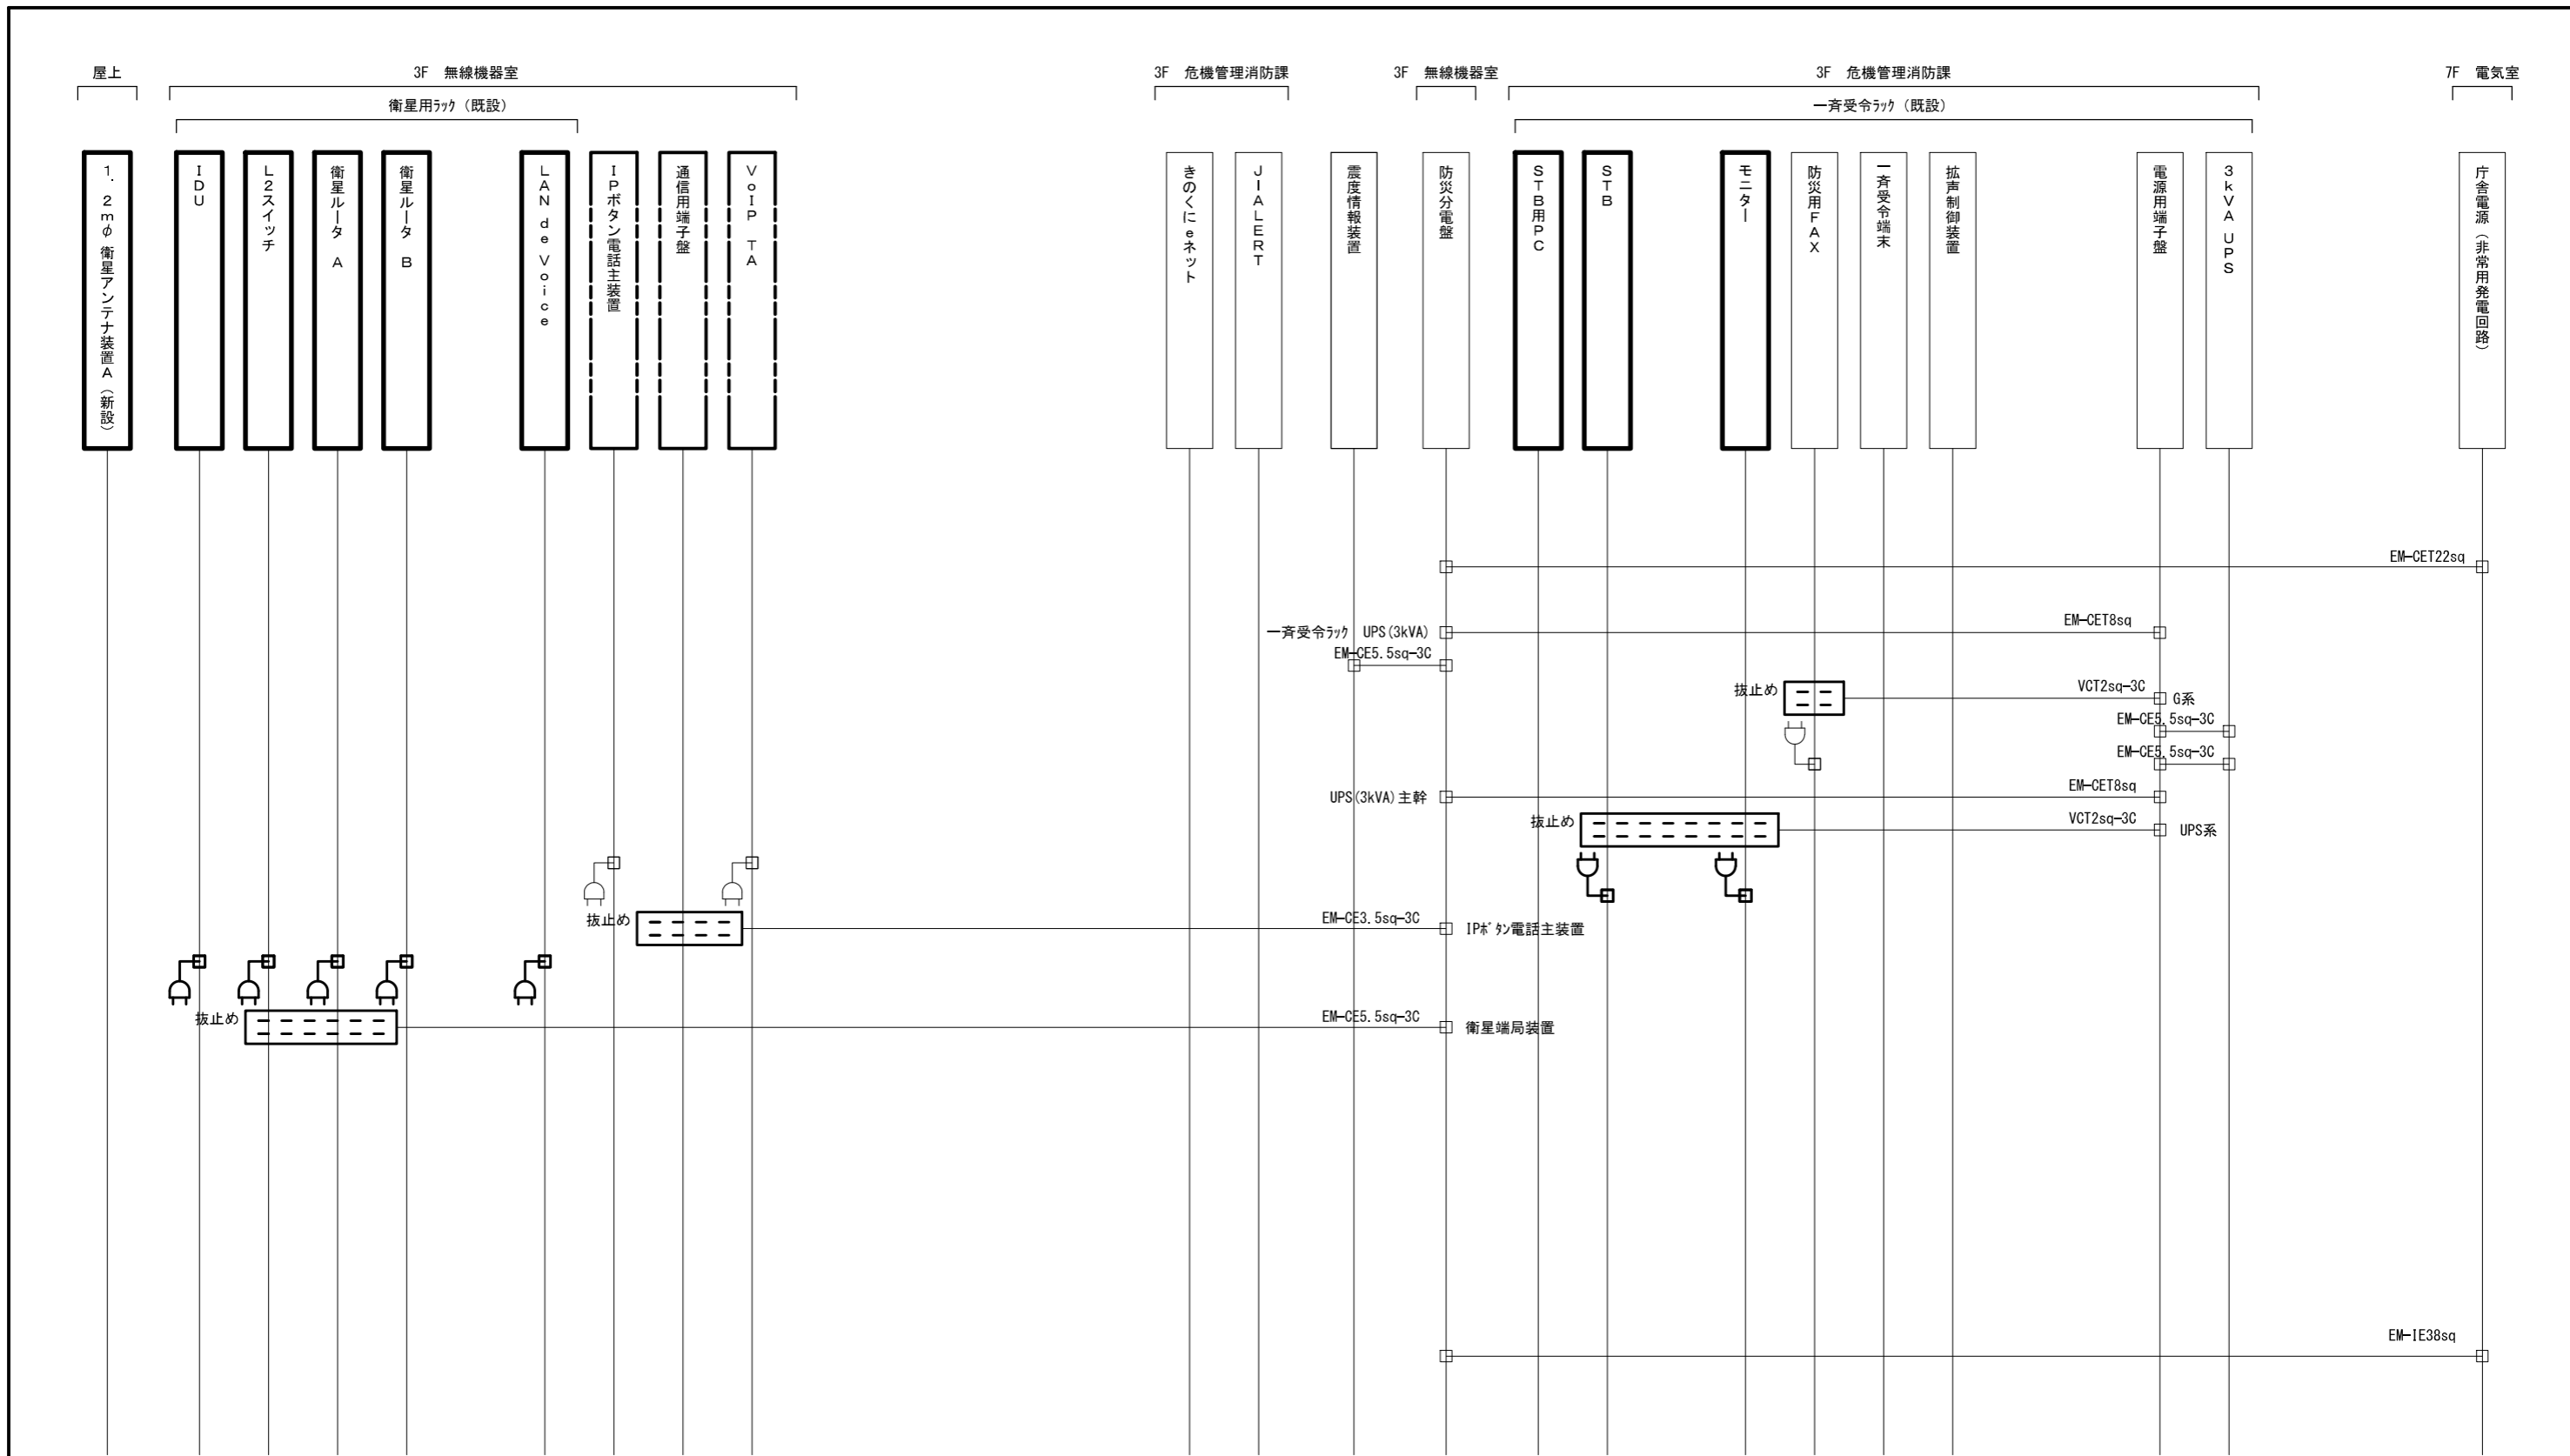 屋上
3F　無線機器室
3F　危機管理消防課
3F　無線機器室
3F　危機管理消防課
7F　電気室
衛星用ﾗｯｸ（既設）
一斉受令ﾗｯｸ（既設）
１．２ｍφ 衛星アンテナ装置Ａ（新設）
ＩＤＵ
Ｌ２スイッチ
衛星ルータ　Ａ
衛星ルータ　Ｂ
ＬＡＮ ｄｅ Ｖｏｉｃｅ
ＩＰボタン電話主装置
通信用端子盤
ＶｏＩＰ　ＴＡ
きのくにｅネット
ＪｰＡＬＥＲＴ
震度情報装置
防災分電盤
ＳＴＢ用ＰＣ
ＳＴＢ
モニター
防災用ＦＡＸ
一斉受令端末
拡声制御装置
電源用端子盤
３ｋＶＡ ＵＰＳ
庁舎電源（非常用発電回路）
EM-CET22sq
一斉受令ﾗｯｸ　UPS(3kVA)
EM-CET8sq
EM-CE5.5sq-3C
抜止め
VCT2sq-3C
G系
EM-CE5.5sq-3C
EM-CE5.5sq-3C
UPS(3kVA)主幹
EM-CET8sq
抜止め
VCT2sq-3C
UPS系
抜止め
EM-CE3.5sq-3C
IPﾎﾞﾀﾝ電話主装置
抜止め
EM-CE5.5sq-3C
衛星端局装置
EM-IE38sq